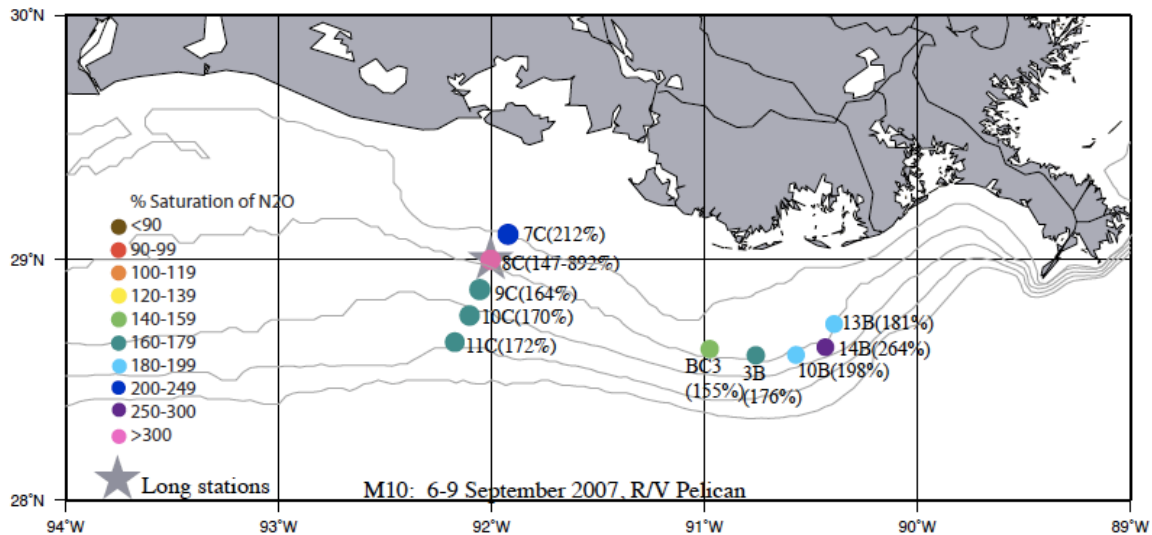 30°N
% Saturation of N2O
<90
90-99
100-119
120-139
140-159
160-179
180-199
200-249
250-300
>300
Long stations
29°N
28°N
7C(212%)
8C(147-892%)
9C(164%)
10C(170%)
11C(172%)
BC3
(155%)
3B
(176%)
10B(198%)
13B(181%)
14B(264%)
M10: 6-9 September 2007, R/V Pelican
94°W
93°W
92°W
91°W
90°W
89°W